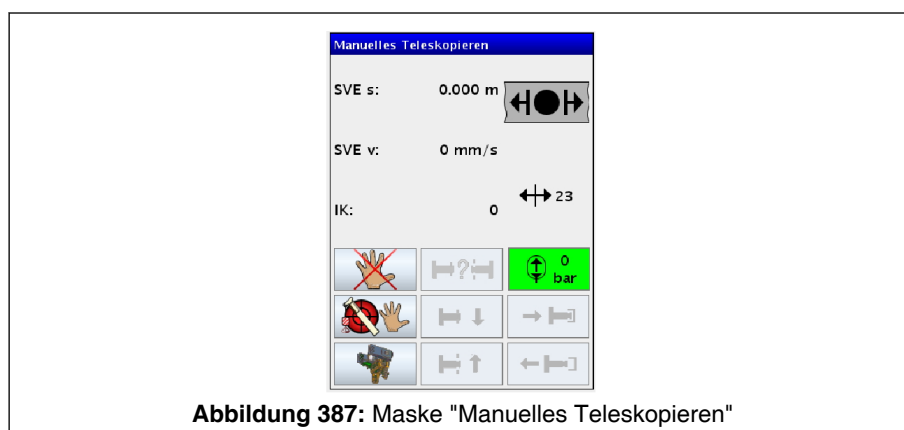 Manuelles Teleskopieren
SVE s: 0.000 m
SVE v: 0 mm/s
23
IK: 0
?
0
bar
Abbildung 387: Maske "Manuelles Teleskopieren"